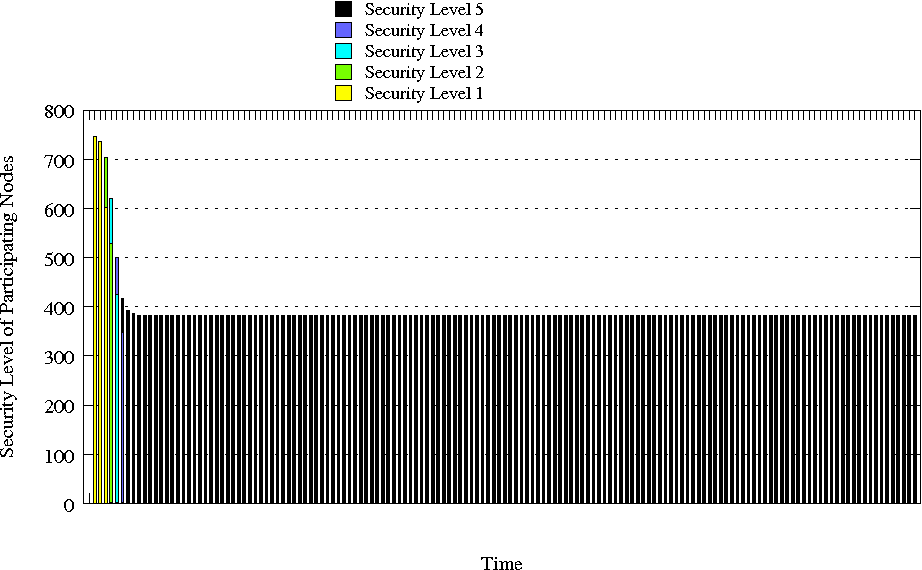 Security Level 5
Security Level 4
Security Level 3
Security Level 2
Security Level 1
800
700
600
500
400
300
200
100
0
Security Level of Participating Nodes
Time